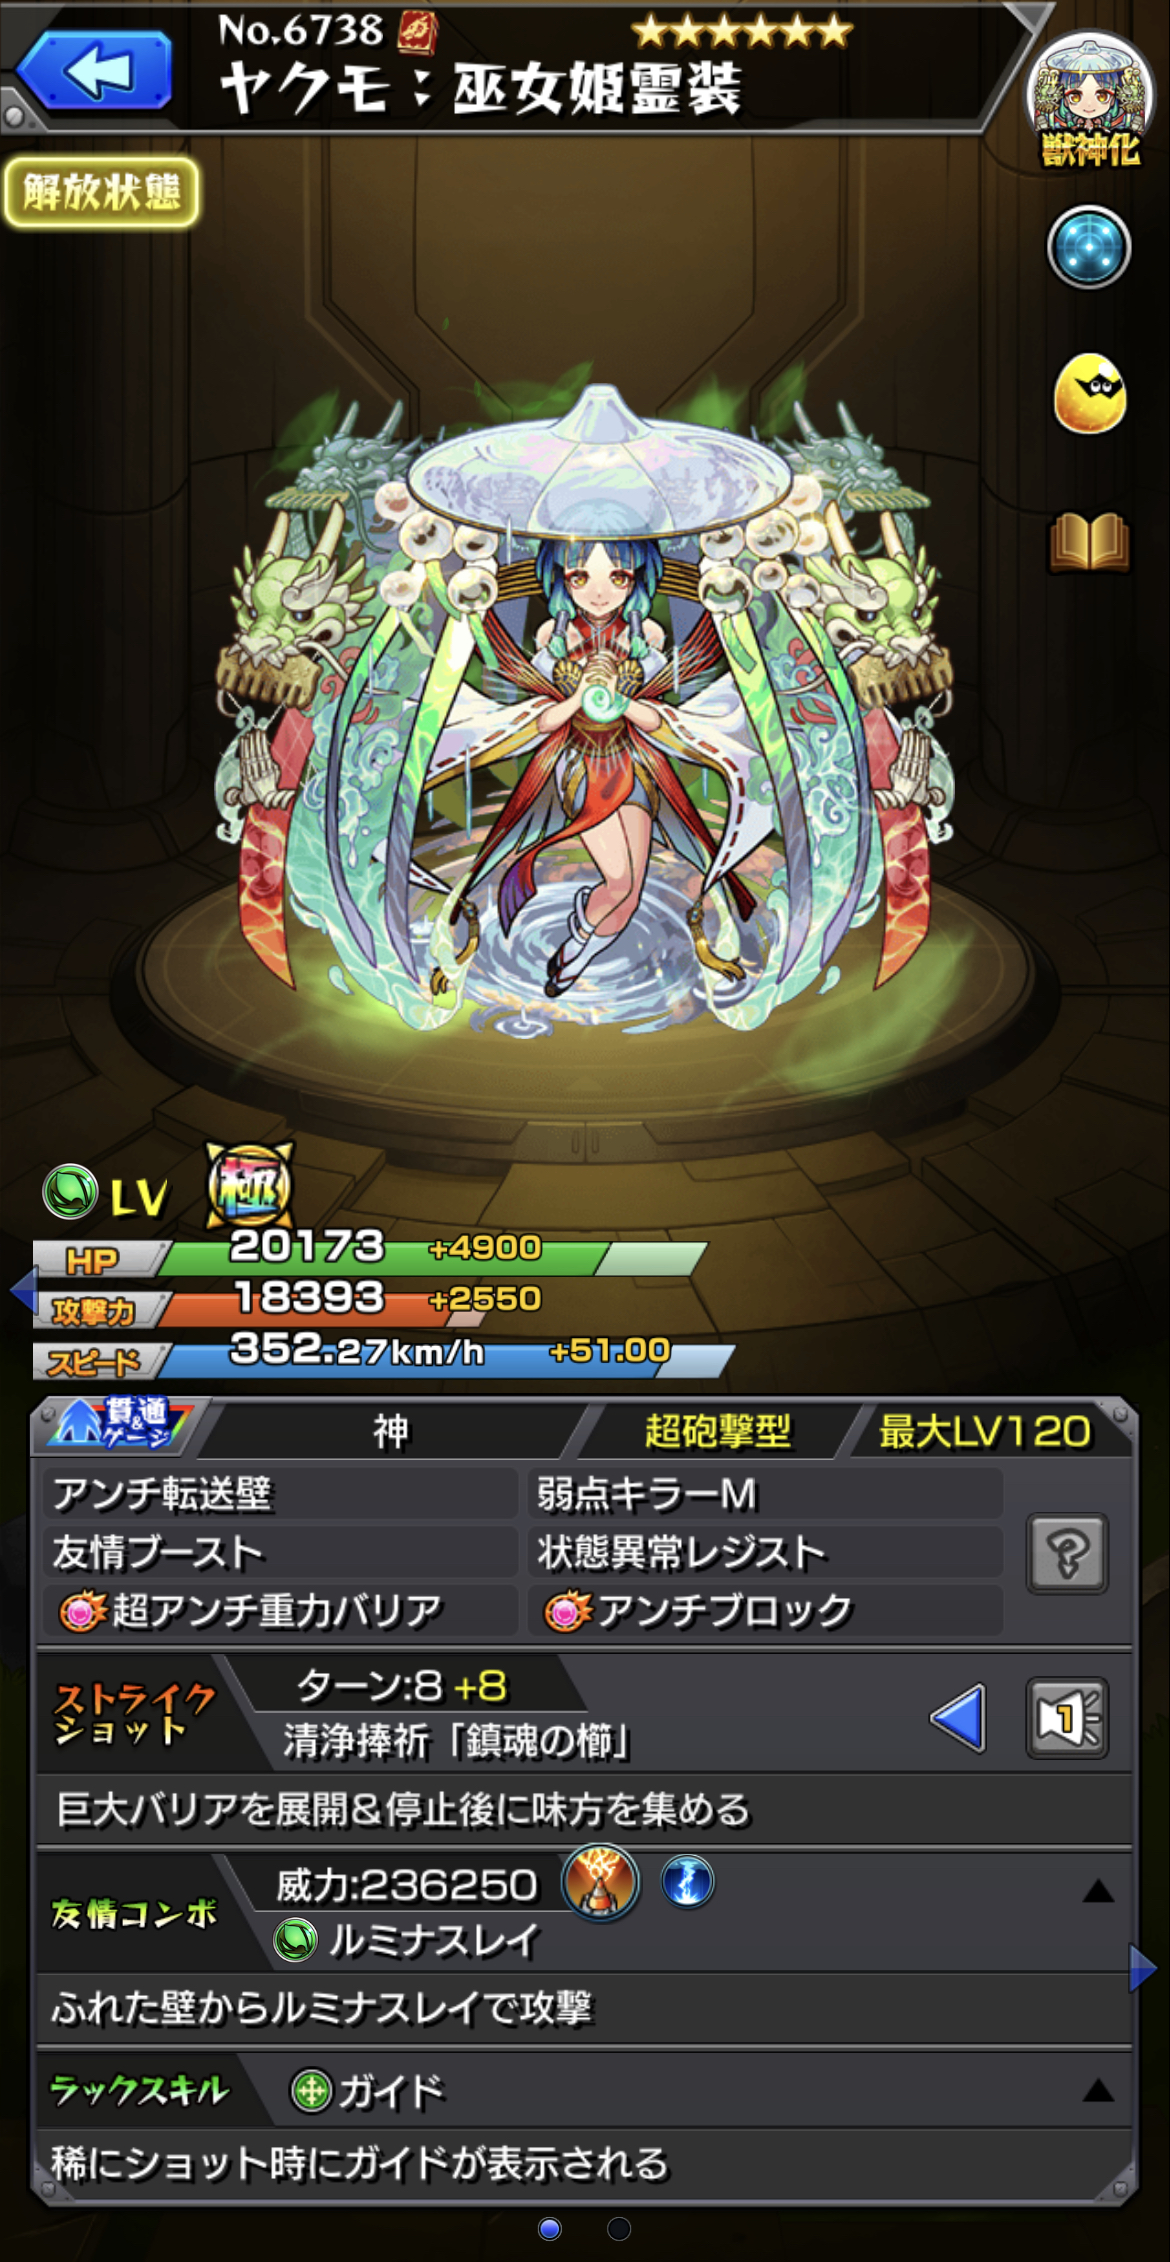 No.6738
ヤクモ：巫女姫霊装
獣神化
解放状態
LV 極
HP 20173 +4900
攻撃力 18393 +2550
スピード 352.27km/h +51.00
貫通&ゲージ 神 超砲撃型 最大LV120
アンチ転送壁 弱点キラーM
友情ブースト 状態異常レジスト
超アンチ重力バリア アンチブロック
ストライクショット ターン:8 +8
清浄捧祈「鎮魂の櫛」 1
巨大バリアを展開＆停止後に味方を集める
友情コンボ 威力:236250
ルミナスレイ
ふれた壁からルミナスレイで攻撃
ラックスキル ガイド
稀にショット時にガイドが表示される